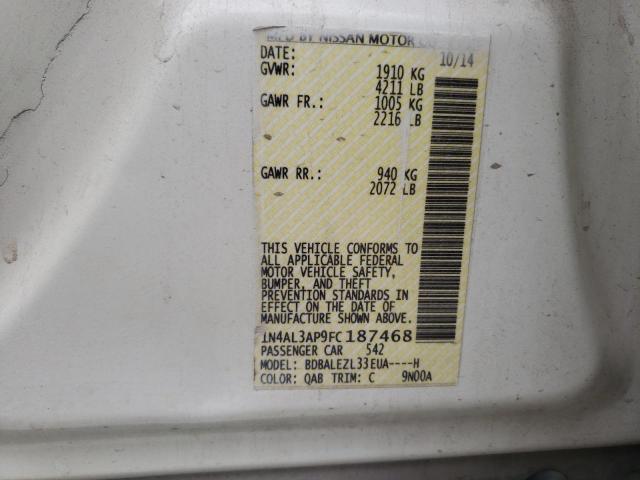 MFD BY NISSAN MOTOR CO
DATE: 10/14
GVWR: 1910 KG
4211 LB
GAWR FR.: 1005 KG
2216 LB
GAWR RR.: 940 KG
2072 LB
THIS VEHICLE CONFORMS TO
ALL APPLICABLE FEDERAL
MOTOR VEHICLE SAFETY,
BUMPER, AND THEFT
PREVENTION STANDARDS IN
EFFECT ON THE DATE OF
MANUFACTURE SHOWN ABOVE.
1N4AL3AP9FC187468
PASSENGER CAR 542
MODEL: BDBALEZL33EUA----H
COLOR: QAB TRIM: C 9N00A